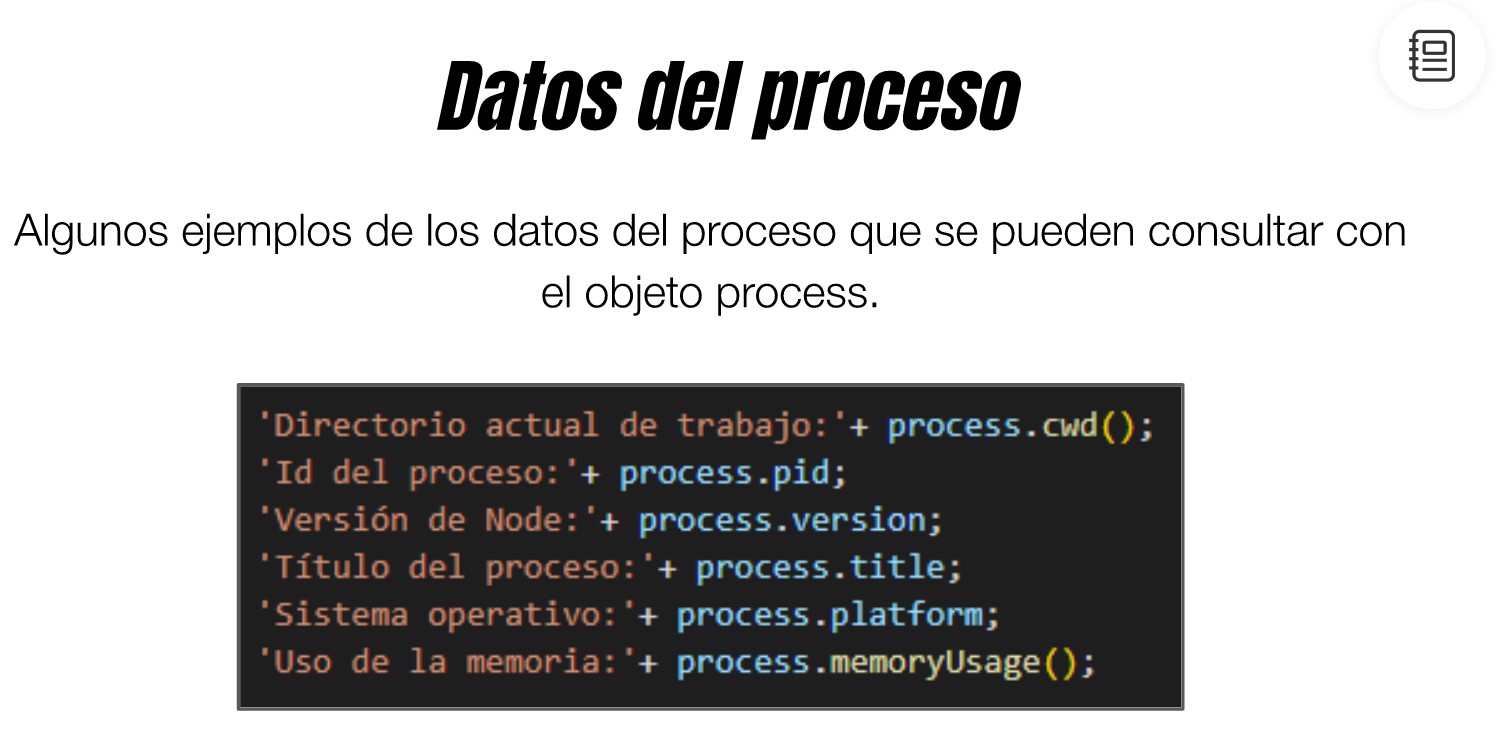 Datos del proceso
Algunos ejemplos de los datos del proceso que se pueden consultar con
el objeto process.
'Directorio actual de trabajo:'+ process.cwd();
'Id del proceso:'+ process.pid;
'Versión de Node:'+ process.version;
'Título del proceso:'+ process.title;
'Sistema operativo:'+ process.platform;
'Uso de la memoria:'+ process.memoryUsage();